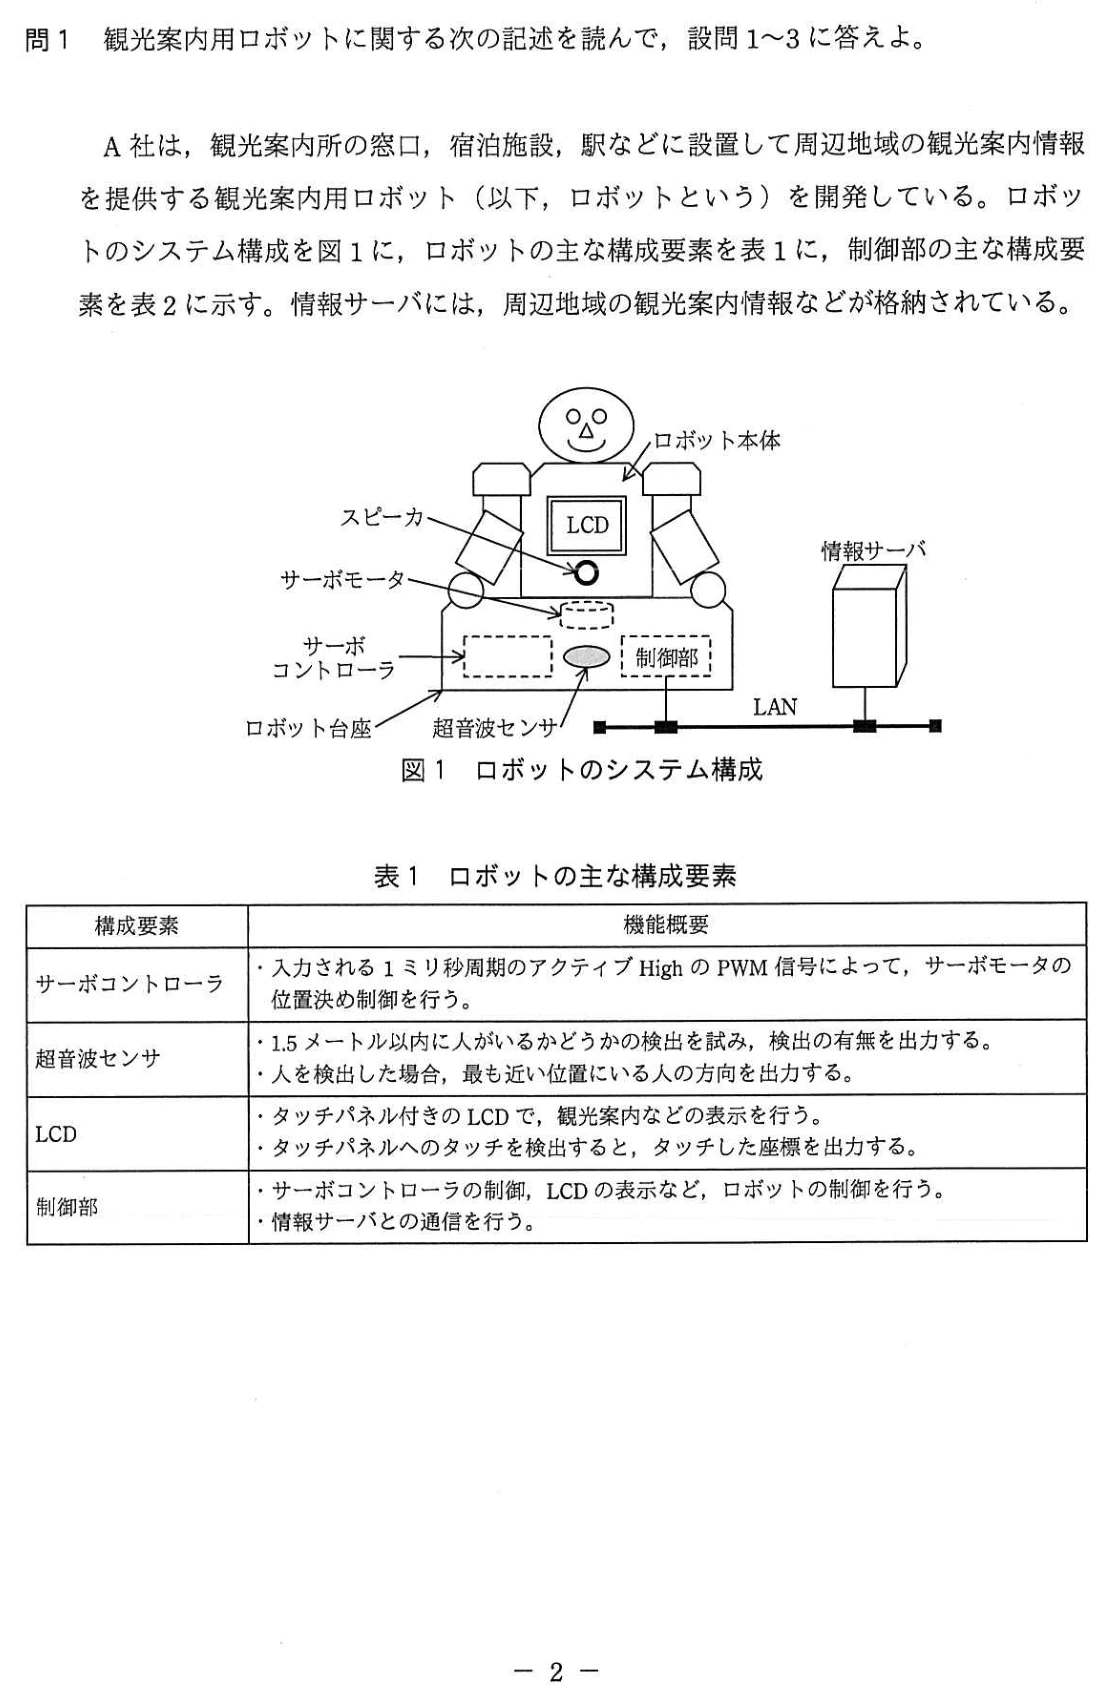 問1　観光案内用ロボットに関する次の記述を読んで，設問1～3に答えよ。
A社は，観光案内所の窓口，宿泊施設，駅などに設置して周辺地域の観光案内情報
を提供する観光案内用ロボット（以下，ロボットという）を開発している。ロボッ
トのシステム構成を図1に，ロボットの主な構成要素を表1に，制御部の主な構成要
素を表2に示す。情報サーバには，周辺地域の観光案内情報などが格納されている。
ロボット本体
スピーカ
LCD
情報サーバ
サーボモータ
サーボ
コントローラ
制御部
LAN
ロボット台座
超音波センサ
図1　ロボットのシステム構成
表1　ロボットの主な構成要素
構成要素
機能概要
サーボコントローラ
・入力される1ミリ秒周期のアクティブHighのPWM信号によって，サーボモータの
位置決め制御を行う。
超音波センサ
・1.5メートル以内に人がいるかどうかの検出を試み，検出の有無を出力する。
・人を検出した場合，最も近い位置にいる人の方向を出力する。
LCD
・タッチパネル付きのLCDで，観光案内などの表示を行う。
・タッチパネルへのタッチを検出すると，タッチした座標を出力する。
制御部
・サーボコントローラの制御，LCDの表示など，ロボットの制御を行う。
・情報サーバとの通信を行う。
－ 2 －